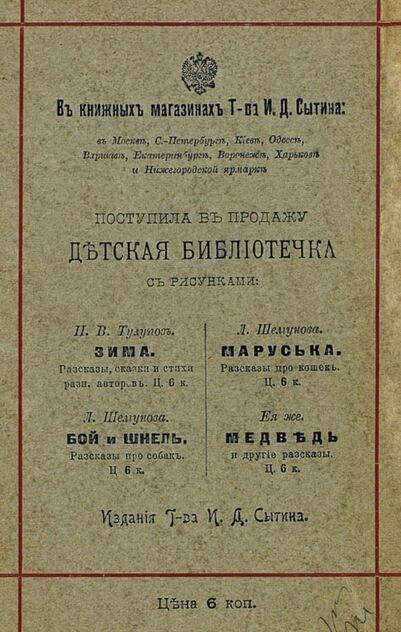 Въ книжныхъ магазинахъ Т-ва И. Д. Сытина:
въ Москвѣ, С.-Петербургѣ, Кіевѣ, Одессѣ,
Варшавѣ, Екатеринбургѣ, Воронежѣ, Харьковѣ
и Нижегородской ярмаркѣ
ПОСТУПИЛА ВЪ ПРОДАЖУ
ДѢТСКАЯ БИБЛІОТЕЧКА
СЪ РИСУНКАМИ:
Н. В. Тулуповъ.
ЗИМА.
Разсказы, сказки и стихи
разн. авторовъ. Ц. 6 к.
Л. Шелгунова.
МАРУСЬКА.
Разсказы про кошекъ.
Ц. 6 к.
Л. Шелгунова.
БОЙ и ШНЕЛЬ.
Разсказы про собакъ.
Ц 6 к.
Ея же.
МЕДВѢДЬ
и другіе разсказы.
Ц. 6 к.
Изданія Т-ва И. Д. Сытина.
Цѣна 6 коп.